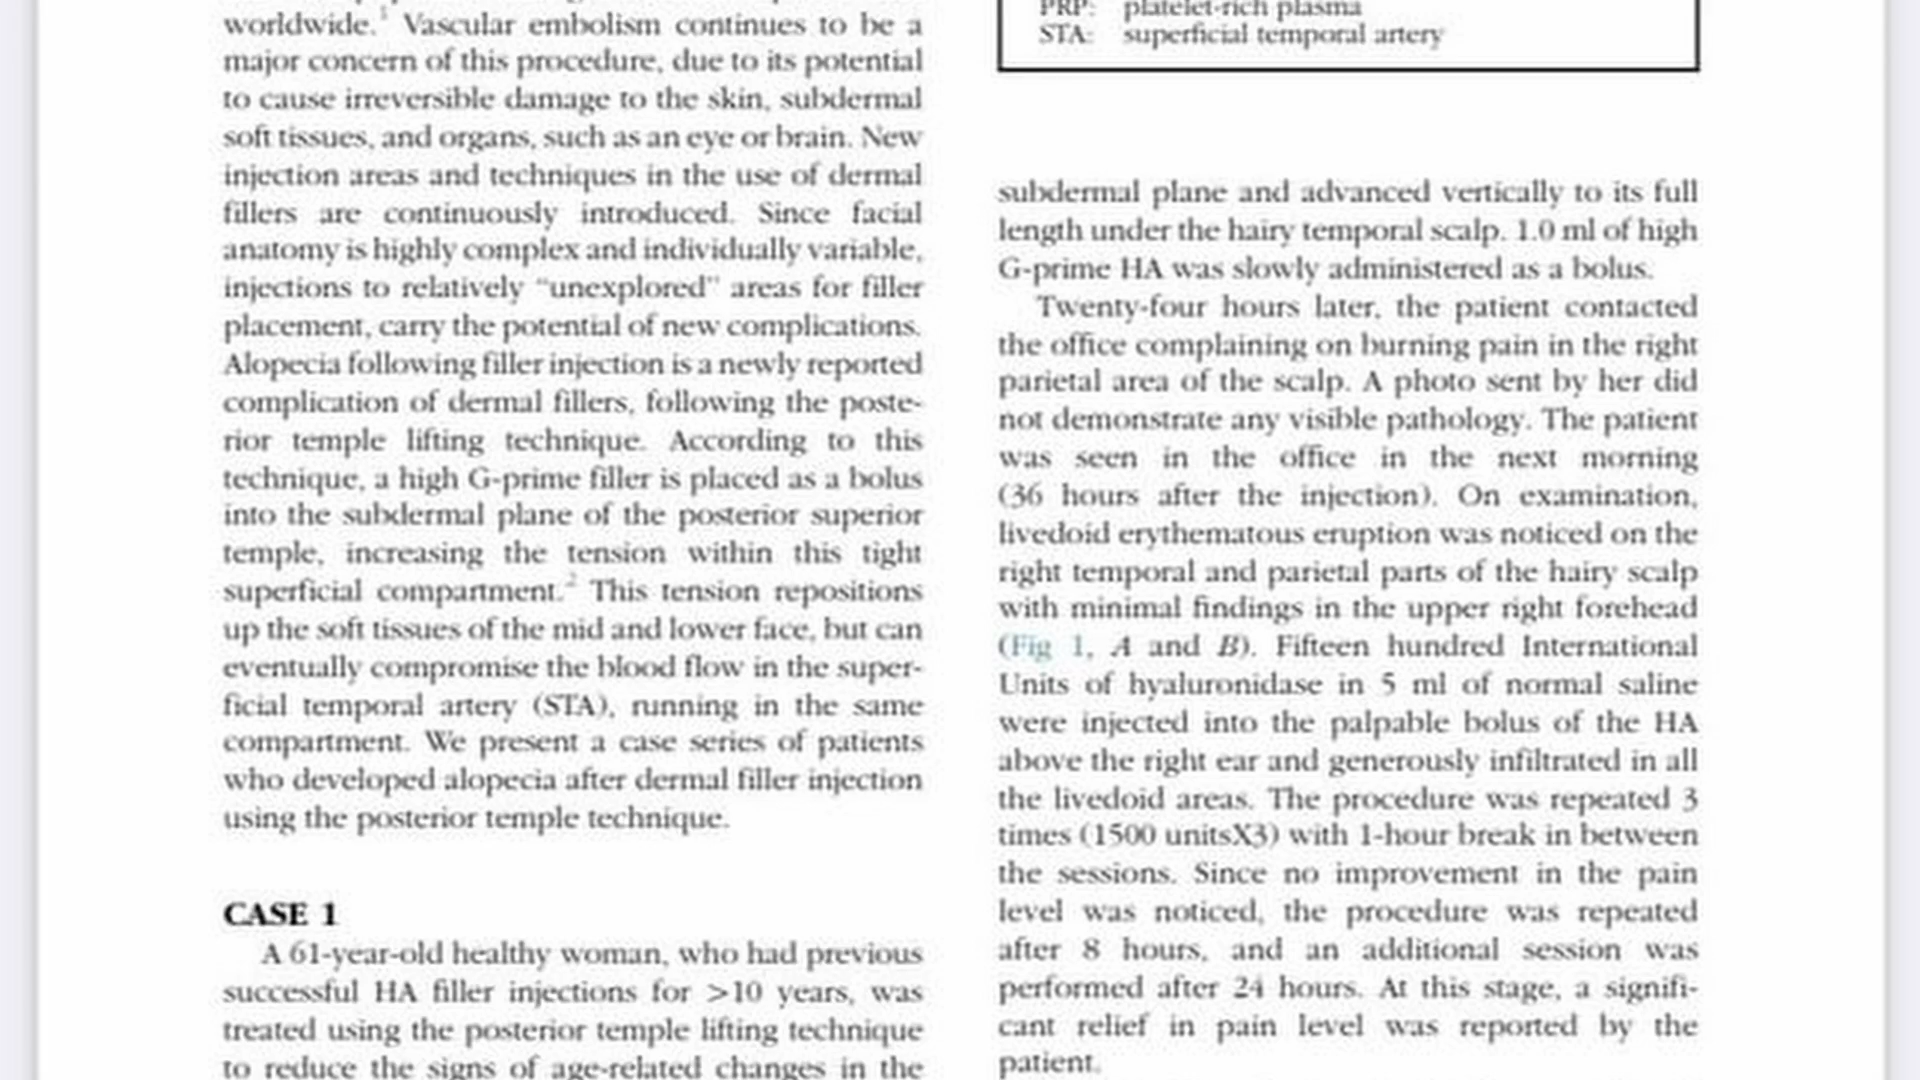 worldwide.1 Vascular embolism continues to be a
major concern of this procedure, due to its potential
to cause irreversible damage to the skin, subdermal
soft tissues, and organs, such as an eye or brain. New
injection areas and techniques in the use of dermal
fillers are continuously introduced. Since facial
anatomy is highly complex and individually variable,
injections to relatively "unexplored" areas for filler
placement, carry the potential of new complications.
Alopecia following filler injection is a newly reported
complication of dermal fillers, following the poste-
rior temple lifting technique. According to this
technique, a high G-prime filler is placed as a bolus
into the subdermal plane of the posterior superior
temple, increasing the tension within this tight
superficial compartment.2 This tension repositions
up the soft tissues of the mid and lower face, but can
eventually compromise the blood flow in the super-
ficial temporal artery (STA), running in the same
compartment. We present a case series of patients
who developed alopecia after dermal filler injection
using the posterior temple technique.
CASE 1
A 61-year-old healthy woman, who had previous
successful HA filler injections for >10 years, was
treated using the posterior temple lifting technique
to reduce the signs of age-related changes in the
PRP: platelet-rich plasma
STA: superficial temporal artery
subdermal plane and advanced vertically to its full
length under the hairy temporal scalp. 1.0 ml of high
G-prime HA was slowly administered as a bolus.
Twenty-four hours later, the patient contacted
the office complaining on burning pain in the right
parietal area of the scalp. A photo sent by her did
not demonstrate any visible pathology. The patient
was seen in the office in the next morning
(36 hours after the injection). On examination,
livedoid erythematous eruption was noticed on the
right temporal and parietal parts of the hairy scalp
with minimal findings in the upper right forehead
(Fig 1, A and B). Fifteen hundred International
Units of hyaluronidase in 5 ml of normal saline
were injected into the palpable bolus of the HA
above the right ear and generously infiltrated in all
the livedoid areas. The procedure was repeated 3
times (1500 unitsX3) with 1-hour break in between
the sessions. Since no improvement in the pain
level was noticed, the procedure was repeated
after 8 hours, and an additional session was
performed after 24 hours. At this stage, a signifi-
cant relief in pain level was reported by the
patient.